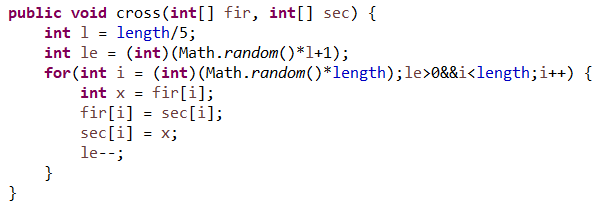 public void cross(int[] fir, int[] sec) {
    int l = length/5;
    int le = (int)(Math.random()*l+1);
    for(int i = (int)(Math.random()*length);le>0&&i<length;i++) {
        int x = fir[i];
        fir[i] = sec[i];
        sec[i] = x;
        le--;
    }
}